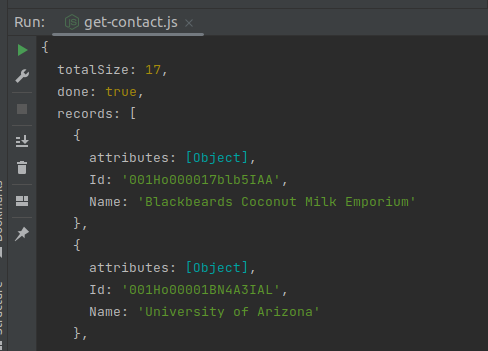 Run: get-contact.js
{
totalSize: 17,
done: true,
records: [
{
attributes: [Object],
Id: '001Ho000017blb5IAA',
Name: 'Blackbeards Coconut Milk Emporium'
},
{
attributes: [Object],
Id: '001Ho00001BN4A3IAL',
Name: 'University of Arizona'
},